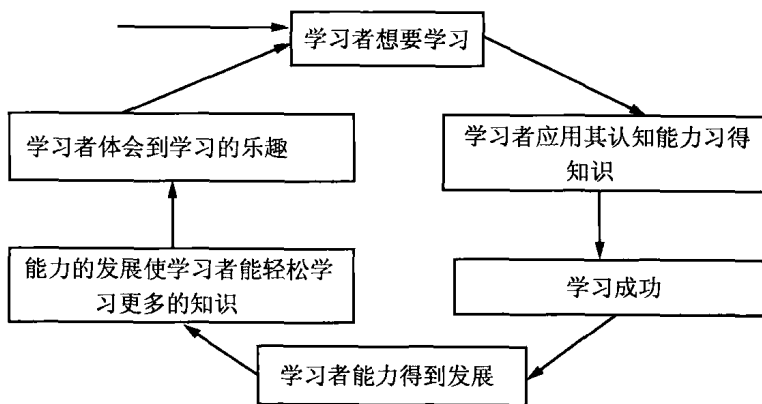 学习者想要学习
学习者应用其认知能力习得
知识
学习成功
学习者能力得到发展
能力的发展使学习者能轻松学
习更多的知识
学习者体会到学习的乐趣